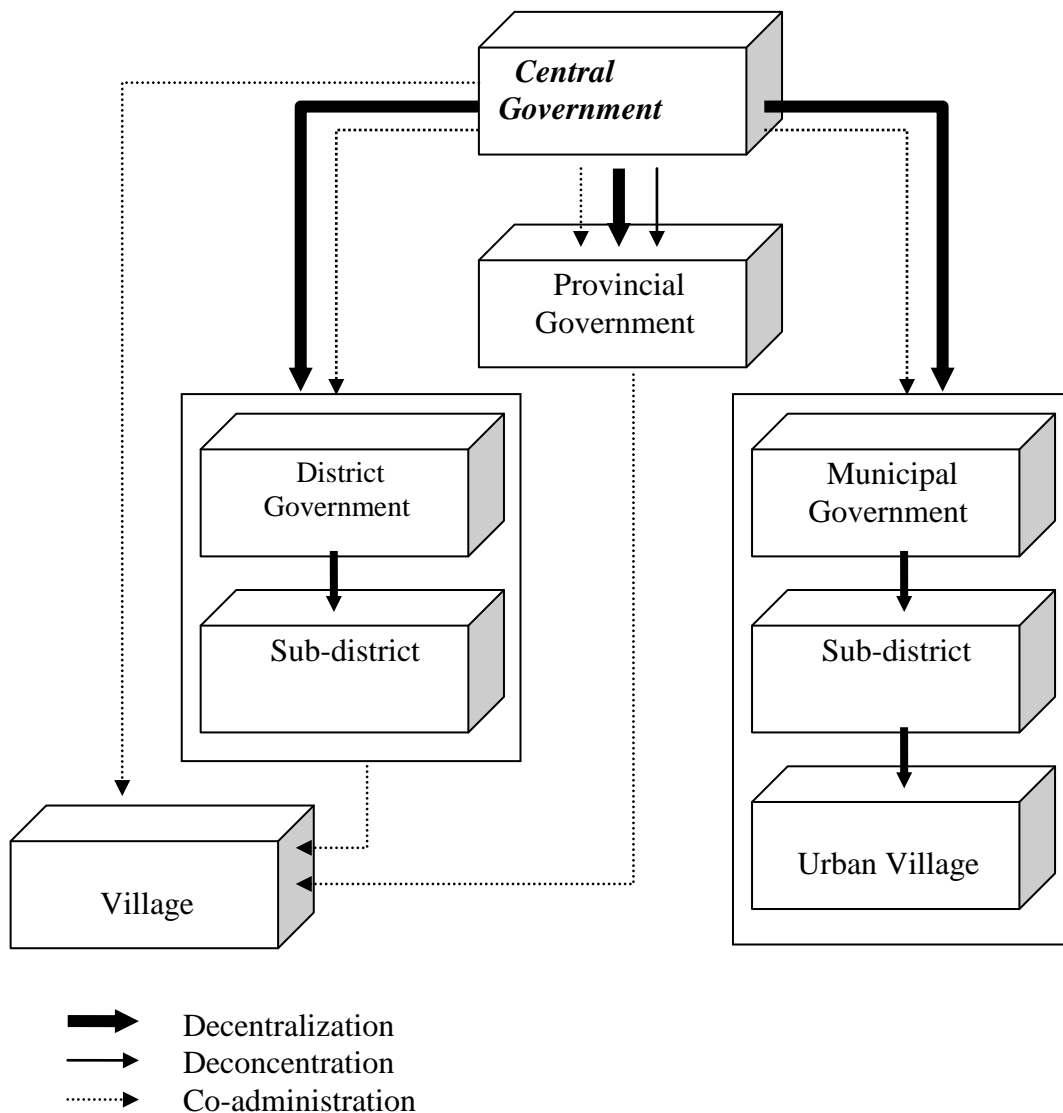 Central
Government
Provincial
Government
District
Government
Municipal
Government
Sub-district
Sub-district
Village
Urban Village
Decentralization
Deconcentration
Co-administration